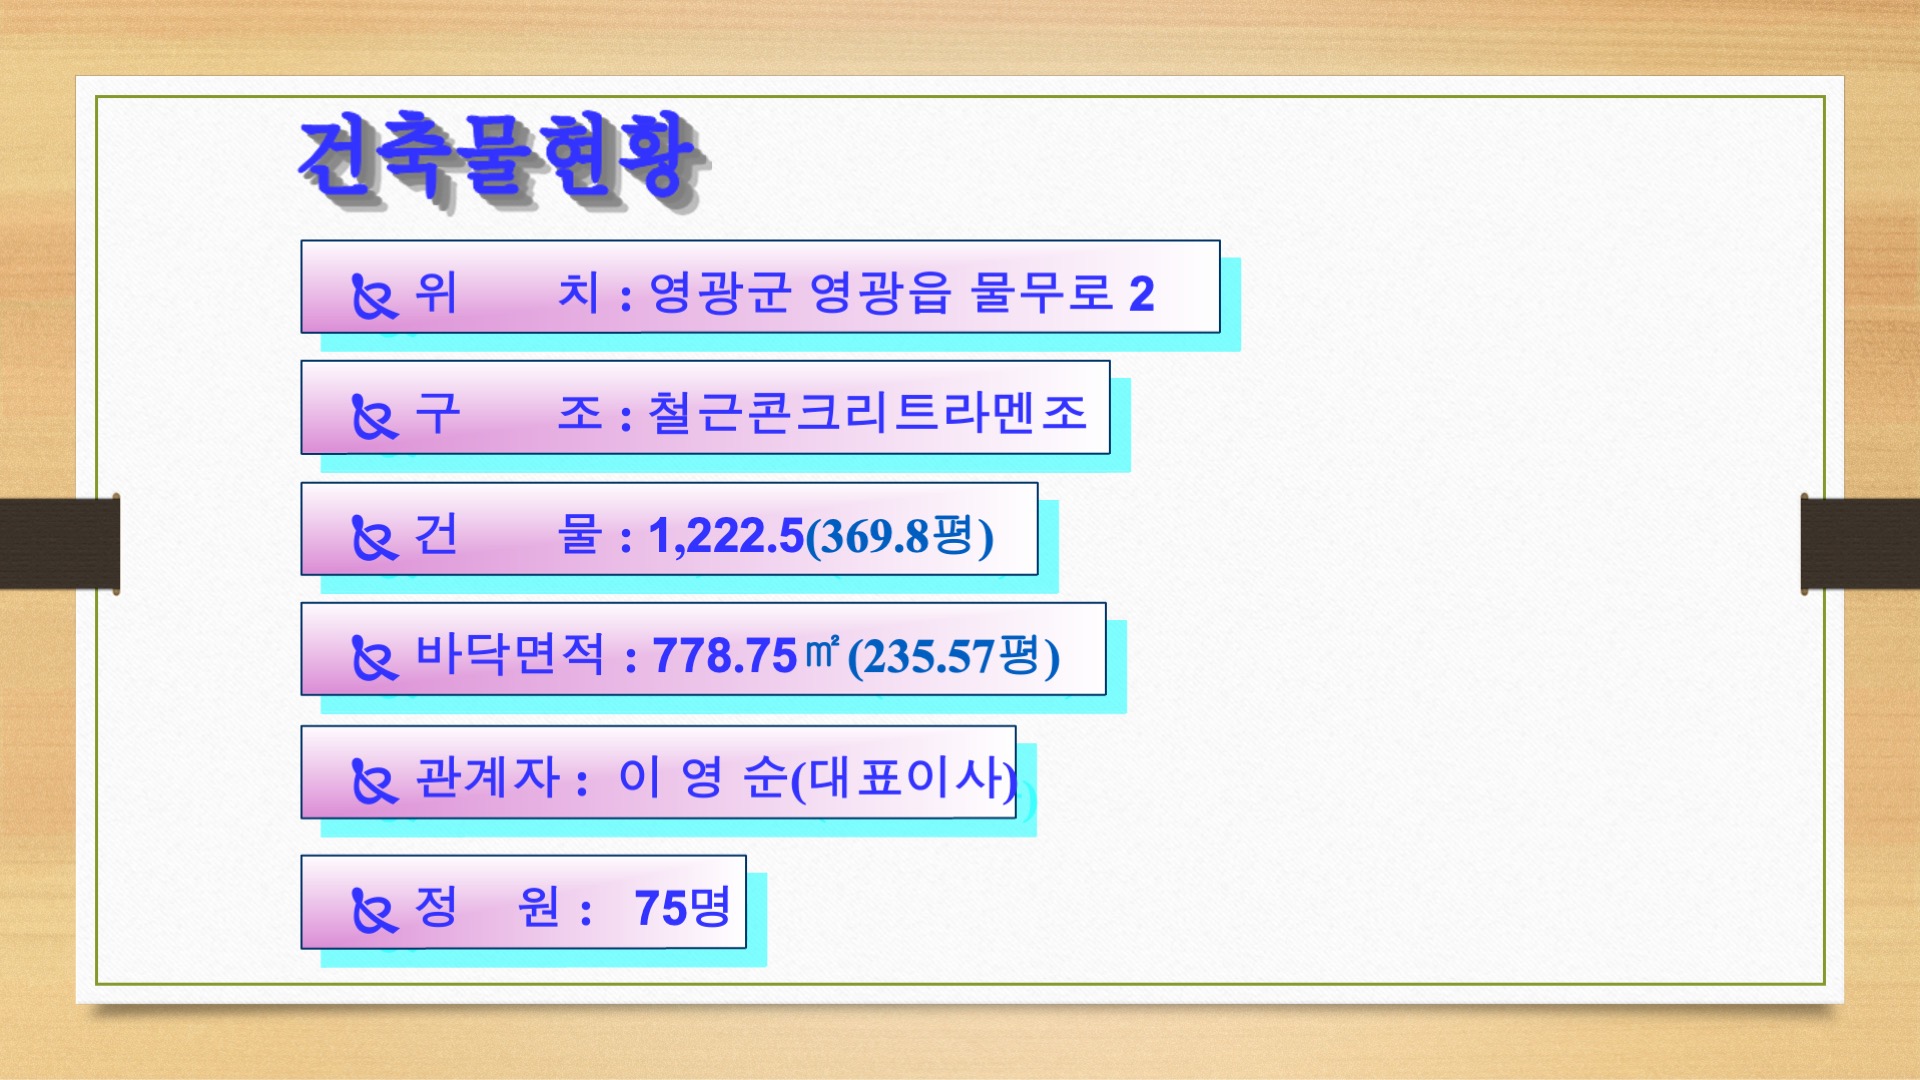 건축물현황
위 치 : 영광군 영광읍 물무로 2
구 조 : 철근콘크리트라멘조
건 물 : 1,222.5(369.8평)
바닥면적 : 778.75㎡(235.57평)
관계자 : 이 영 순(대표이사)
정 원 : 75명